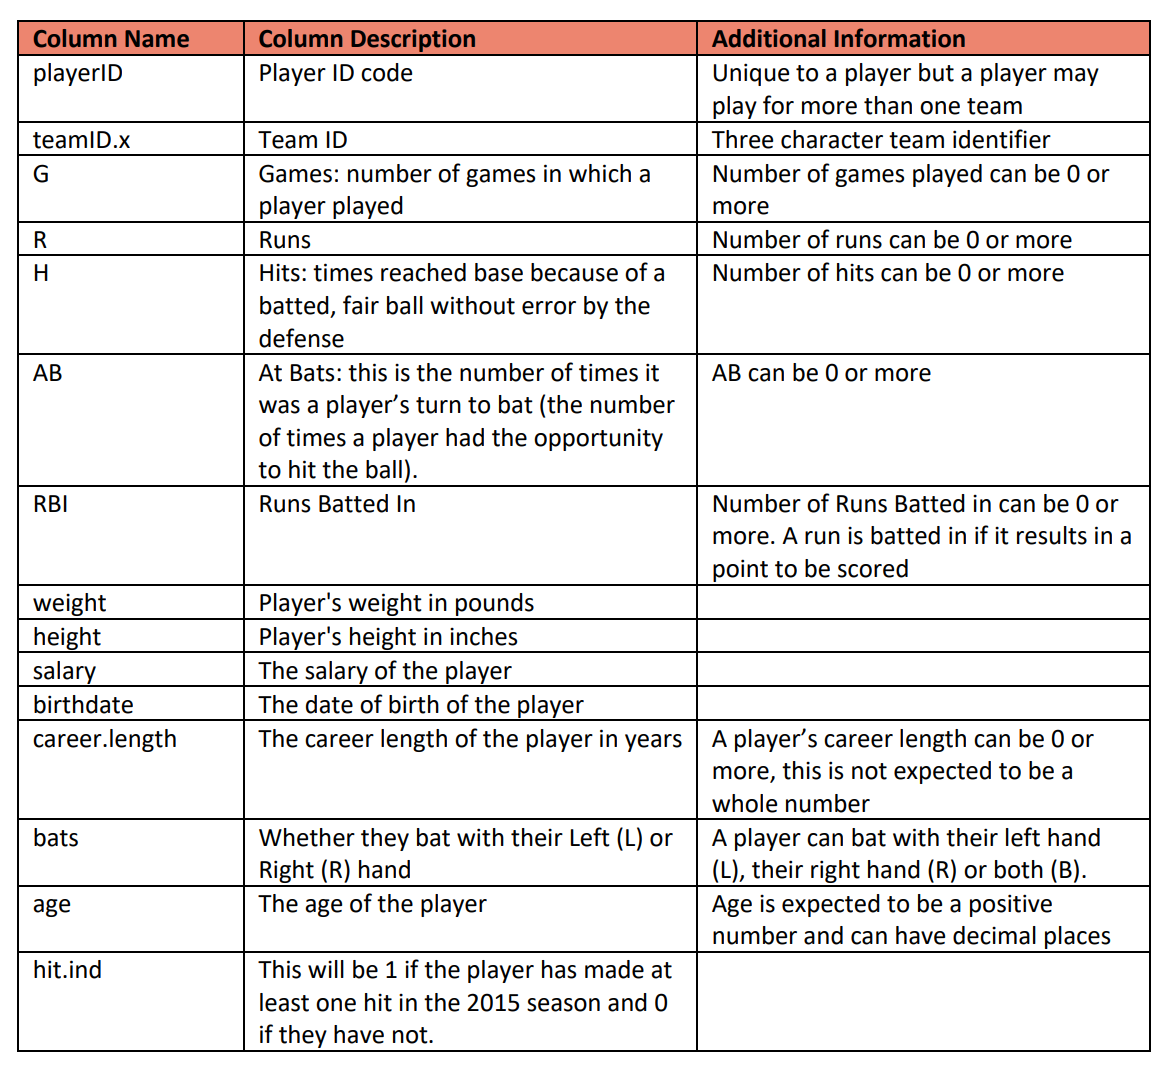 Column Name Column Description Additional Information
playerID Player ID code Unique to a player but a player may
play for more than one team
teamID.x Team ID Three character team identifier
G Games: number of games in which a Number of games played can be 0 or
player played more
R Runs Number of runs can be 0 or more
H Hits: times reached base because of a Number of hits can be 0 or more
batted, fair ball without error by the
defense
AB At Bats: this is the number of times it AB can be 0 or more
was a player’s turn to bat (the number
of times a player had the opportunity
to hit the ball).
RBI Runs Batted In Number of Runs Batted in can be 0 or
more. A run is batted in if it results in a
point to be scored
weight Player's weight in pounds
height Player's height in inches
salary The salary of the player
birthdate The date of birth of the player
career.length The career length of the player in years A player’s career length can be 0 or
more, this is not expected to be a
whole number
bats Whether they bat with their Left (L) or A player can bat with their left hand
Right (R) hand (L), their right hand (R) or both (B).
age The age of the player Age is expected to be a positive
number and can have decimal places
hit.ind This will be 1 if the player has made at
least one hit in the 2015 season and 0
if they have not.